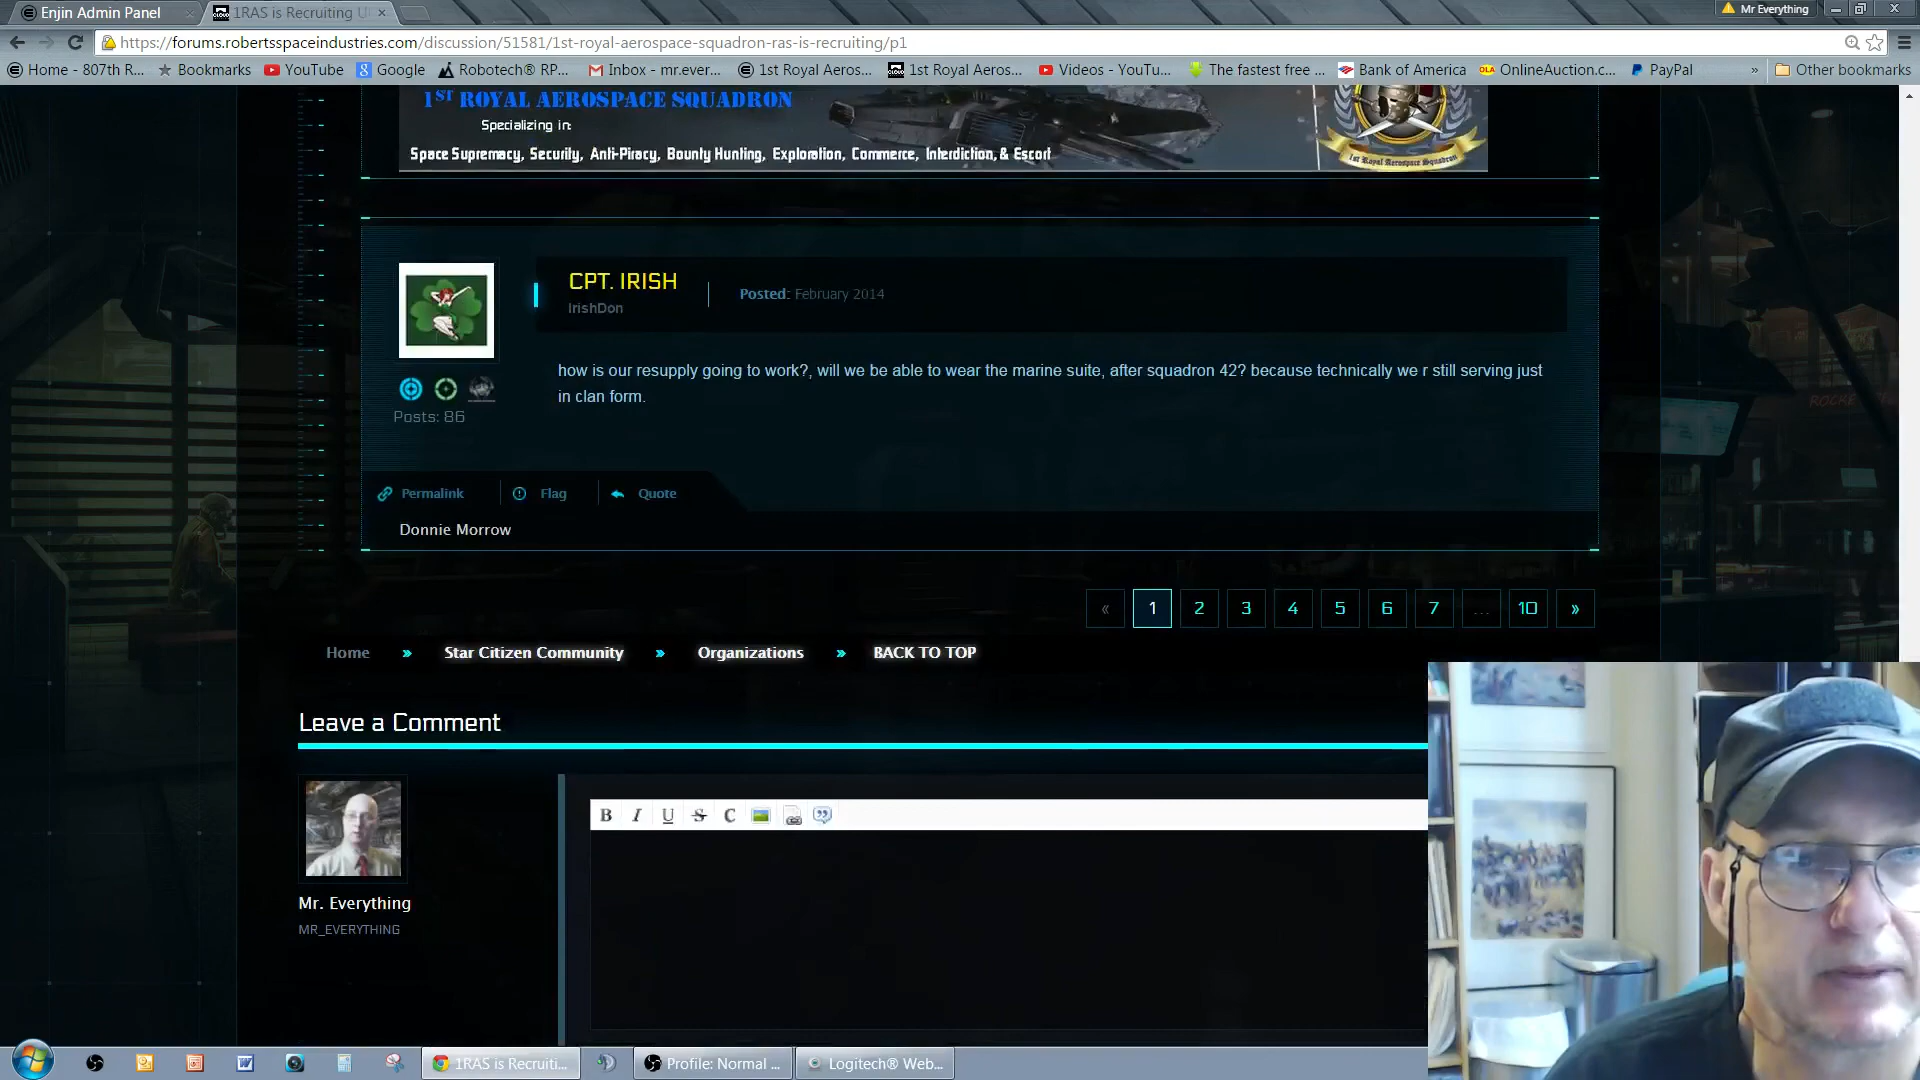 Enjin Admin Panel
1RAS is Recruiting U
Mr Everything
https://forums.robertsspaceindustries.com/discussion/51581/1st-royal-aerospace-squadron-ras-is-recruiting/p1
Home - 807th R...
Bookmarks
YouTube
Google
Robotech® RP...
Inbox - mr.ever...
1st Royal Aeros...
1st Royal Aeros...
Videos - YouTu...
The fastest free ...
Bank of America
OnlineAuction.c...
PayPal
»
Other bookmarks
1ST ROYAL AEROSPACE SQUADRON
Specializing in:
Space Supremacy, Security, Anti-Piracy, Bounty Hunting, Exploration, Commerce, Interdiction, & Escort
1st Royal Aerospace Squadron
CPT. IRISH
IrishDon
Posted: February 2014
how is our resupply going to work?, will we be able to wear the marine suite, after squadron 42? because technically we r still serving just
in clan form.
Posts: 86
Permalink
Flag
Quote
Donnie Morrow
« 1 2 3 4 5 6 7 ... 10 »
Home » Star Citizen Community » Organizations » BACK TO TOP
Leave a Comment
B I U S C
Mr. Everything
MR_EVERYTHING
1RAS is Recruiti...
Profile: Normal ...
Logitech® Web...